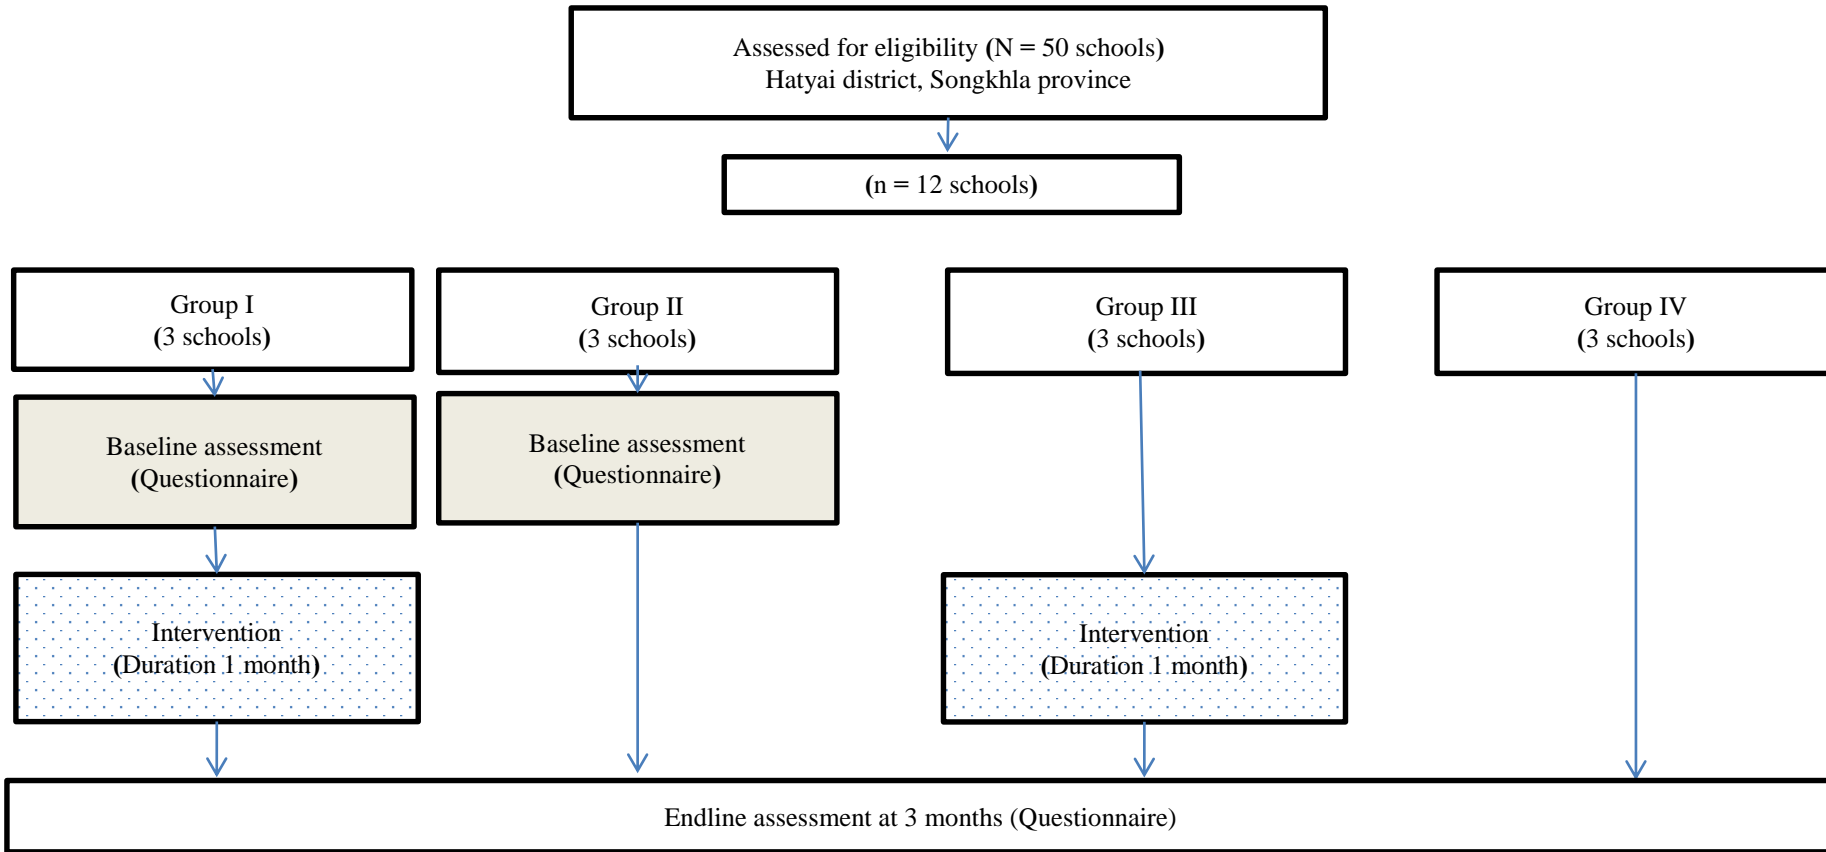 Assessed for eligibility (N = 50 schools)
Hatyai district, Songkhla province
(n = 12 schools)
Group I
(3 schools)
Group II
(3 schools)
Group III
(3 schools)
Group IV
(3 schools)
Baseline assessment
(Questionnaire)
Baseline assessment
(Questionnaire)
Intervention
(Duration 1 month)
Intervention
(Duration 1 month)
Endline assessment at 3 months (Questionnaire)